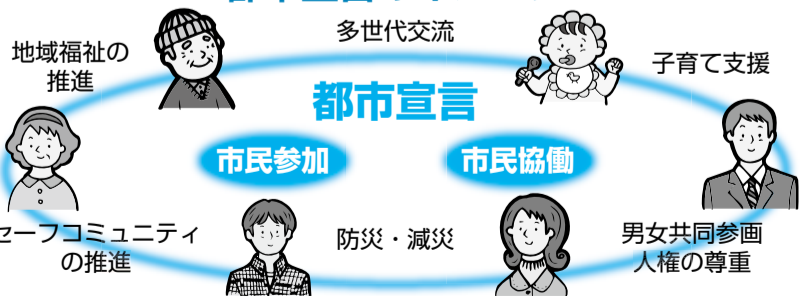 多世代交流
地域福祉の
推進
子育て支援
都市宣言
市民参加
市民協働
セーフコミュニティ
の推進
防災・減災
男女共同参画
人権の尊重